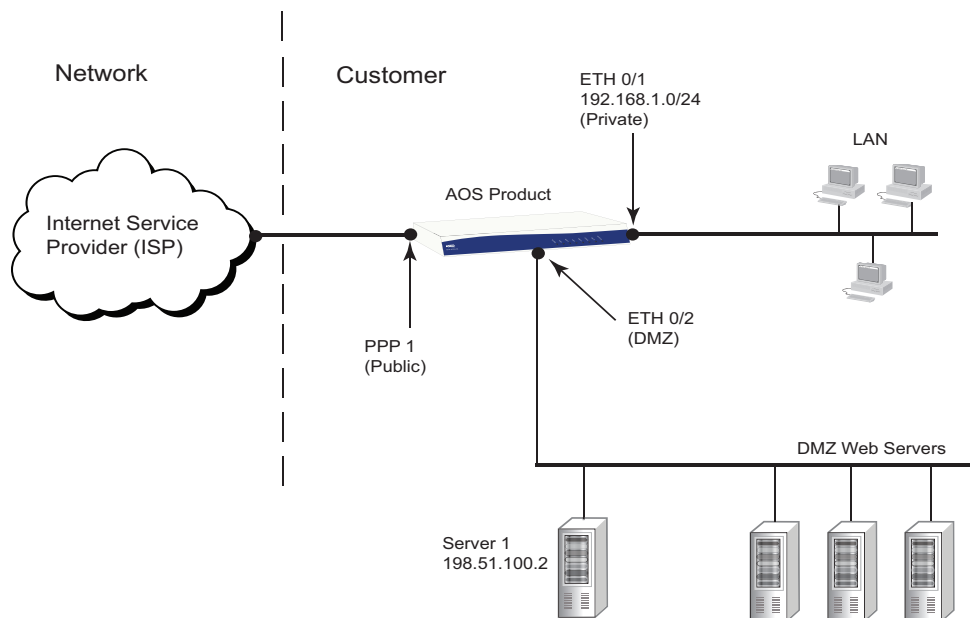 Network
Customer
ETH 0/1
192.168.1.0/24
(Private)
LAN
AOS Product
Internet Service
Provider (ISP)
ETH 0/2
(DMZ)
PPP 1
(Public)
DMZ Web Servers
Server 1
198.51.100.2